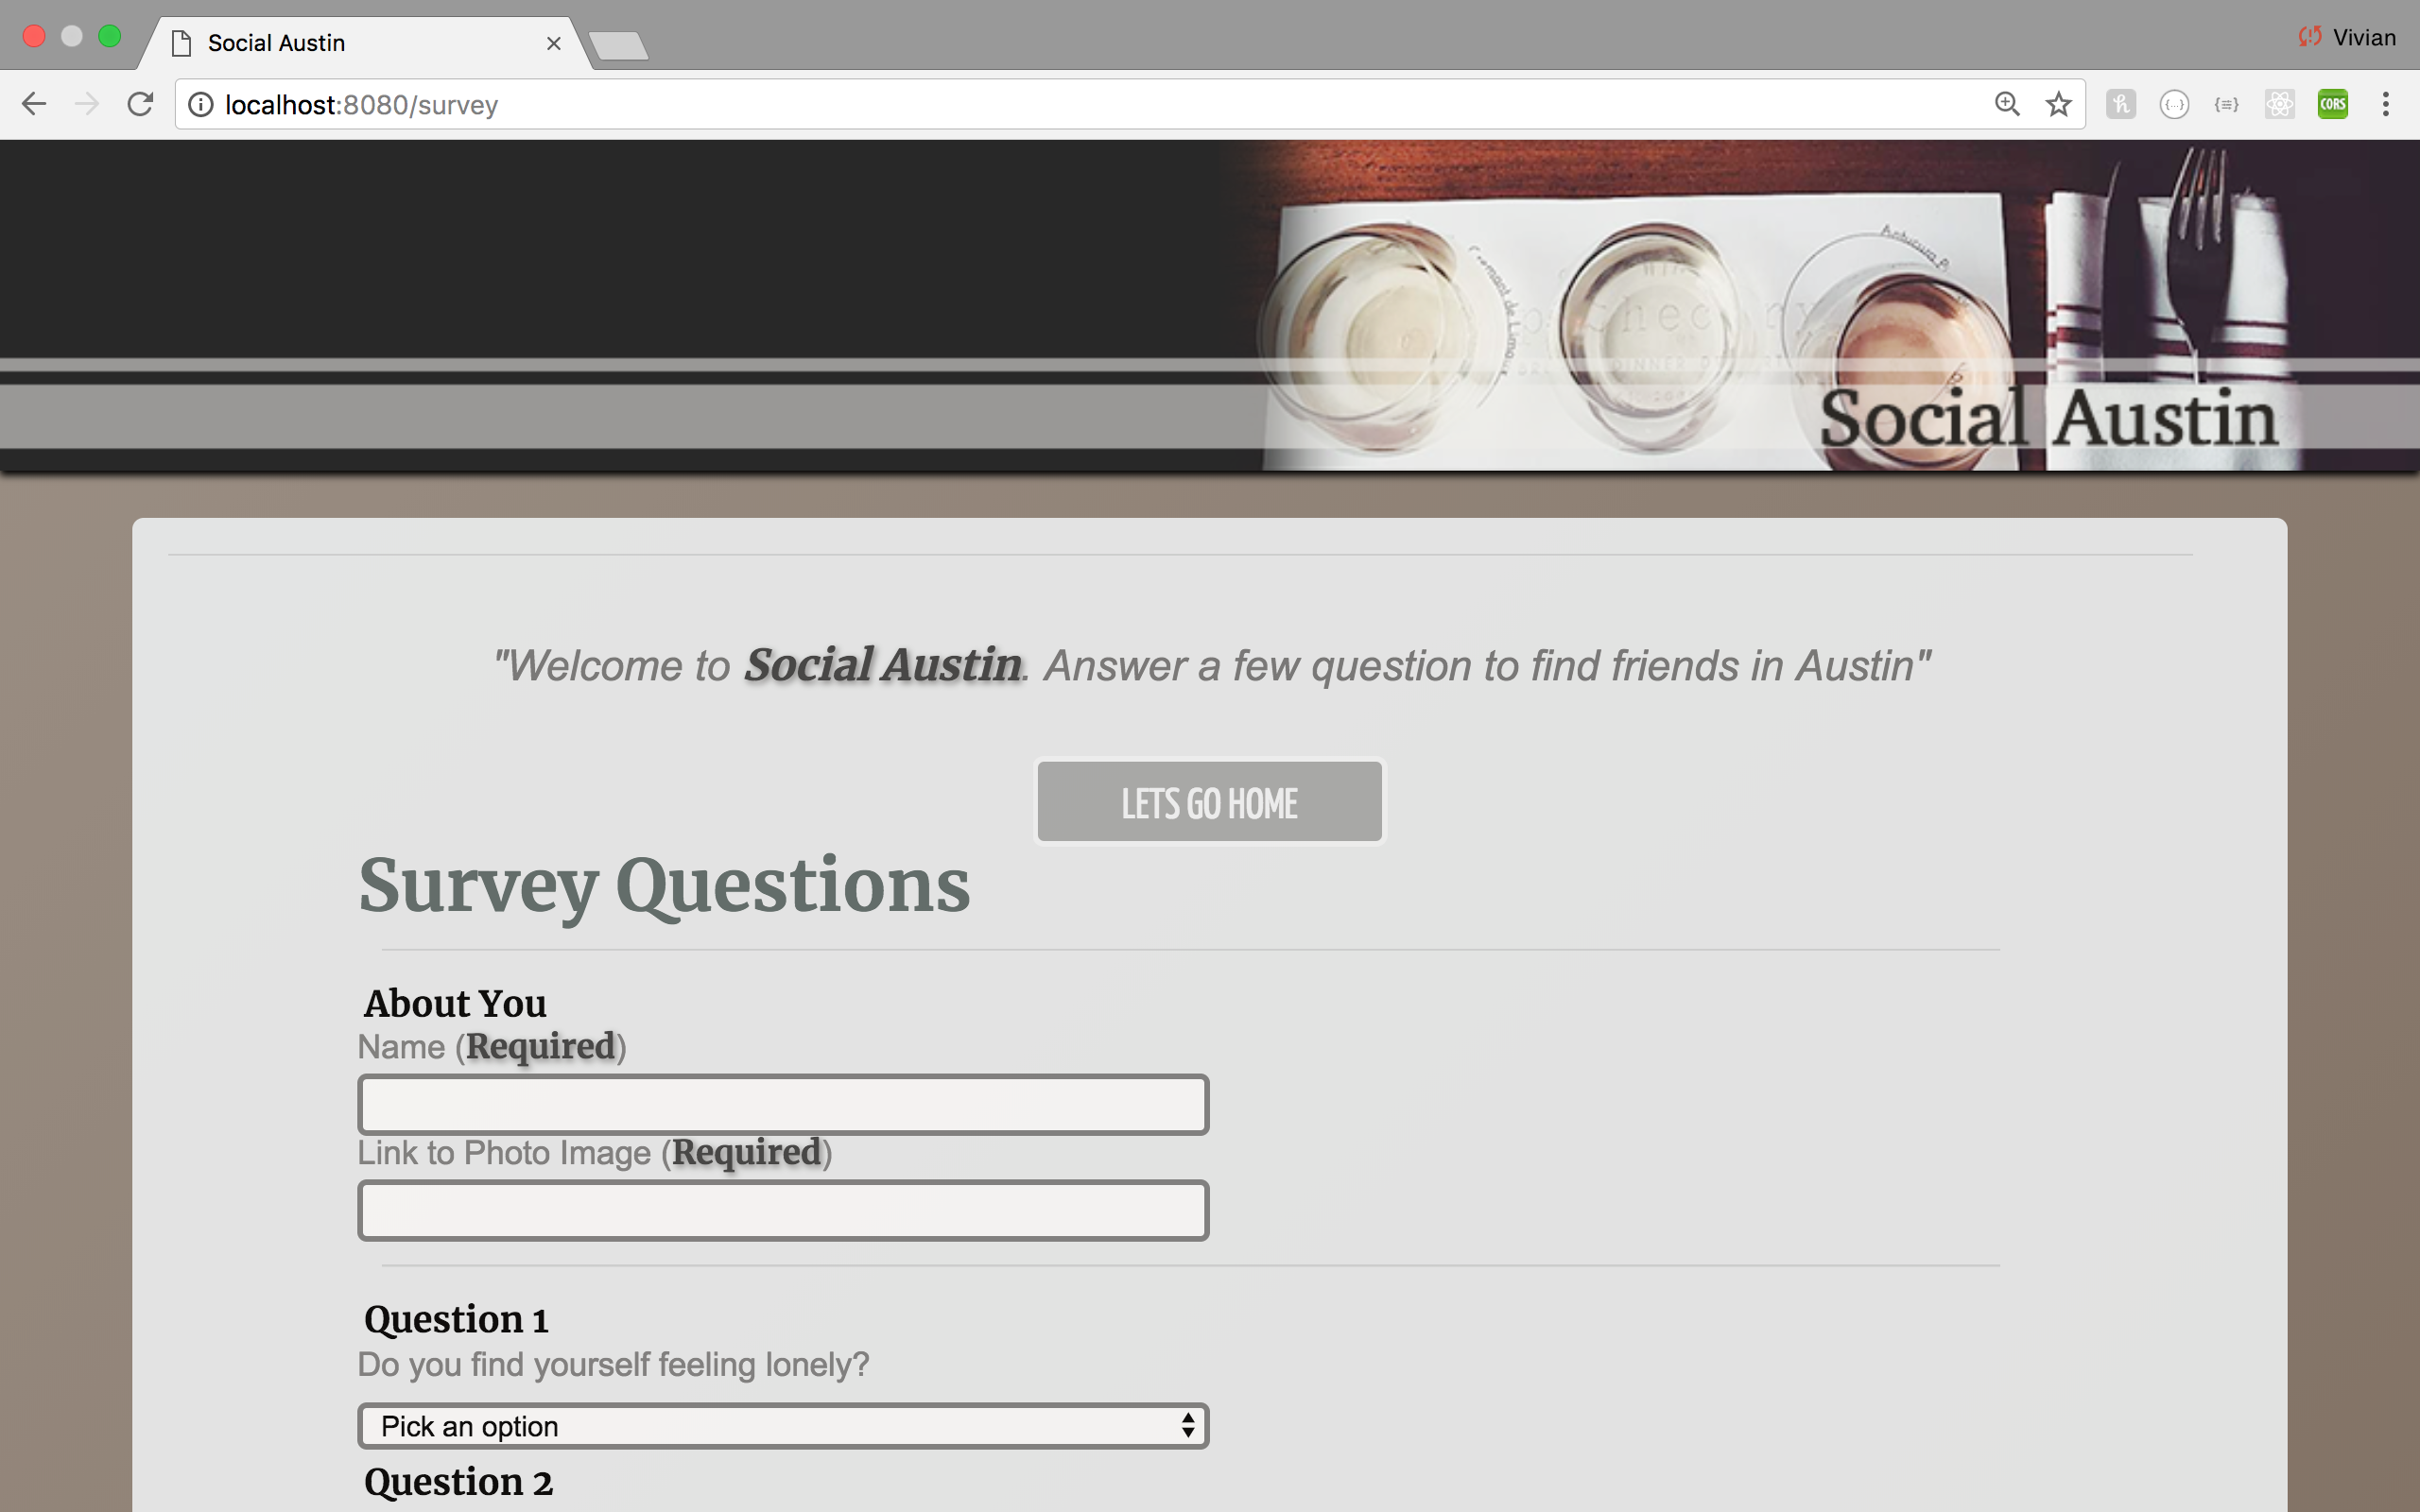 Social Austin
Vivian
localhost:8080/survey
CORS
Social Austin
"Welcome to Social Austin. Answer a few question to find friends in Austin"
LETS GO HOME
Survey Questions
About You
Name (Required)
Link to Photo Image (Required)
Question 1
Do you find yourself feeling lonely?
Pick an option
Question 2